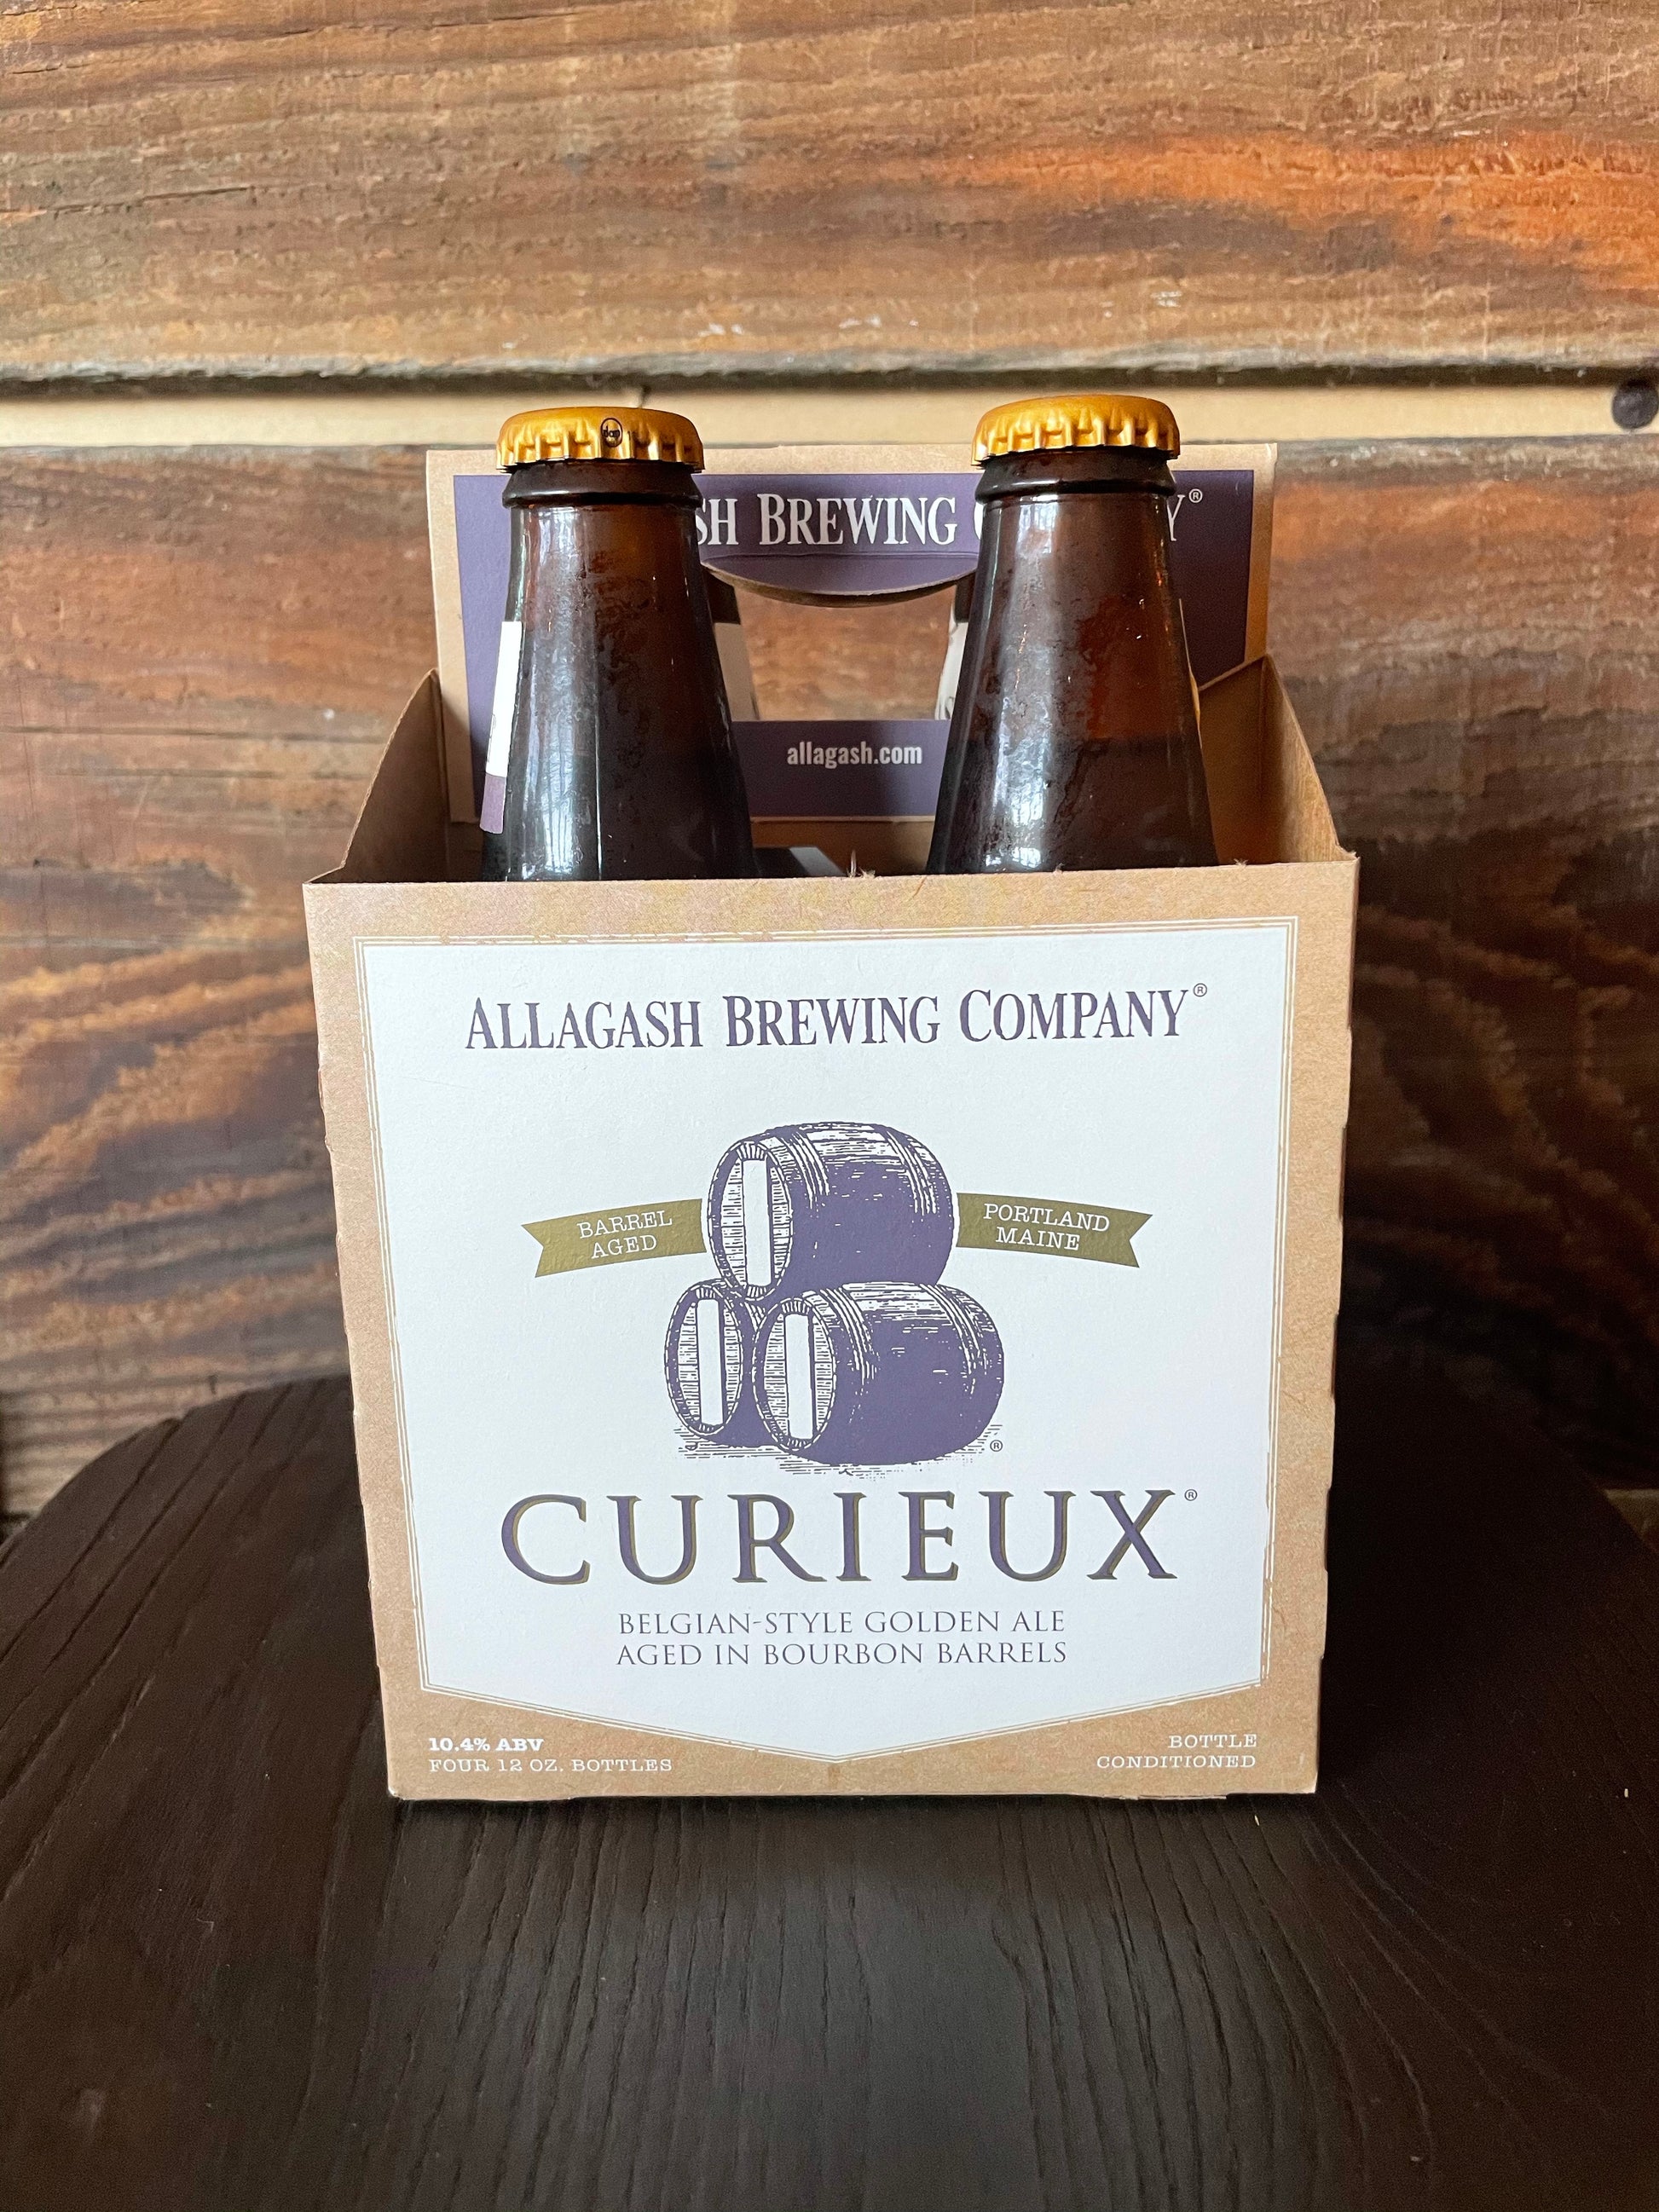 SH BREWING C Y®
allagash.com
ALLAGASH BREWING COMPANY®
BARREL
AGED
PORTLAND
MAINE
®
CURIEUX®
BELGIAN-STYLE GOLDEN ALE
AGED IN BOURBON BARRELS
10.4% ABV
FOUR 12 OZ. BOTTLES
BOTTLE
CONDITIONED